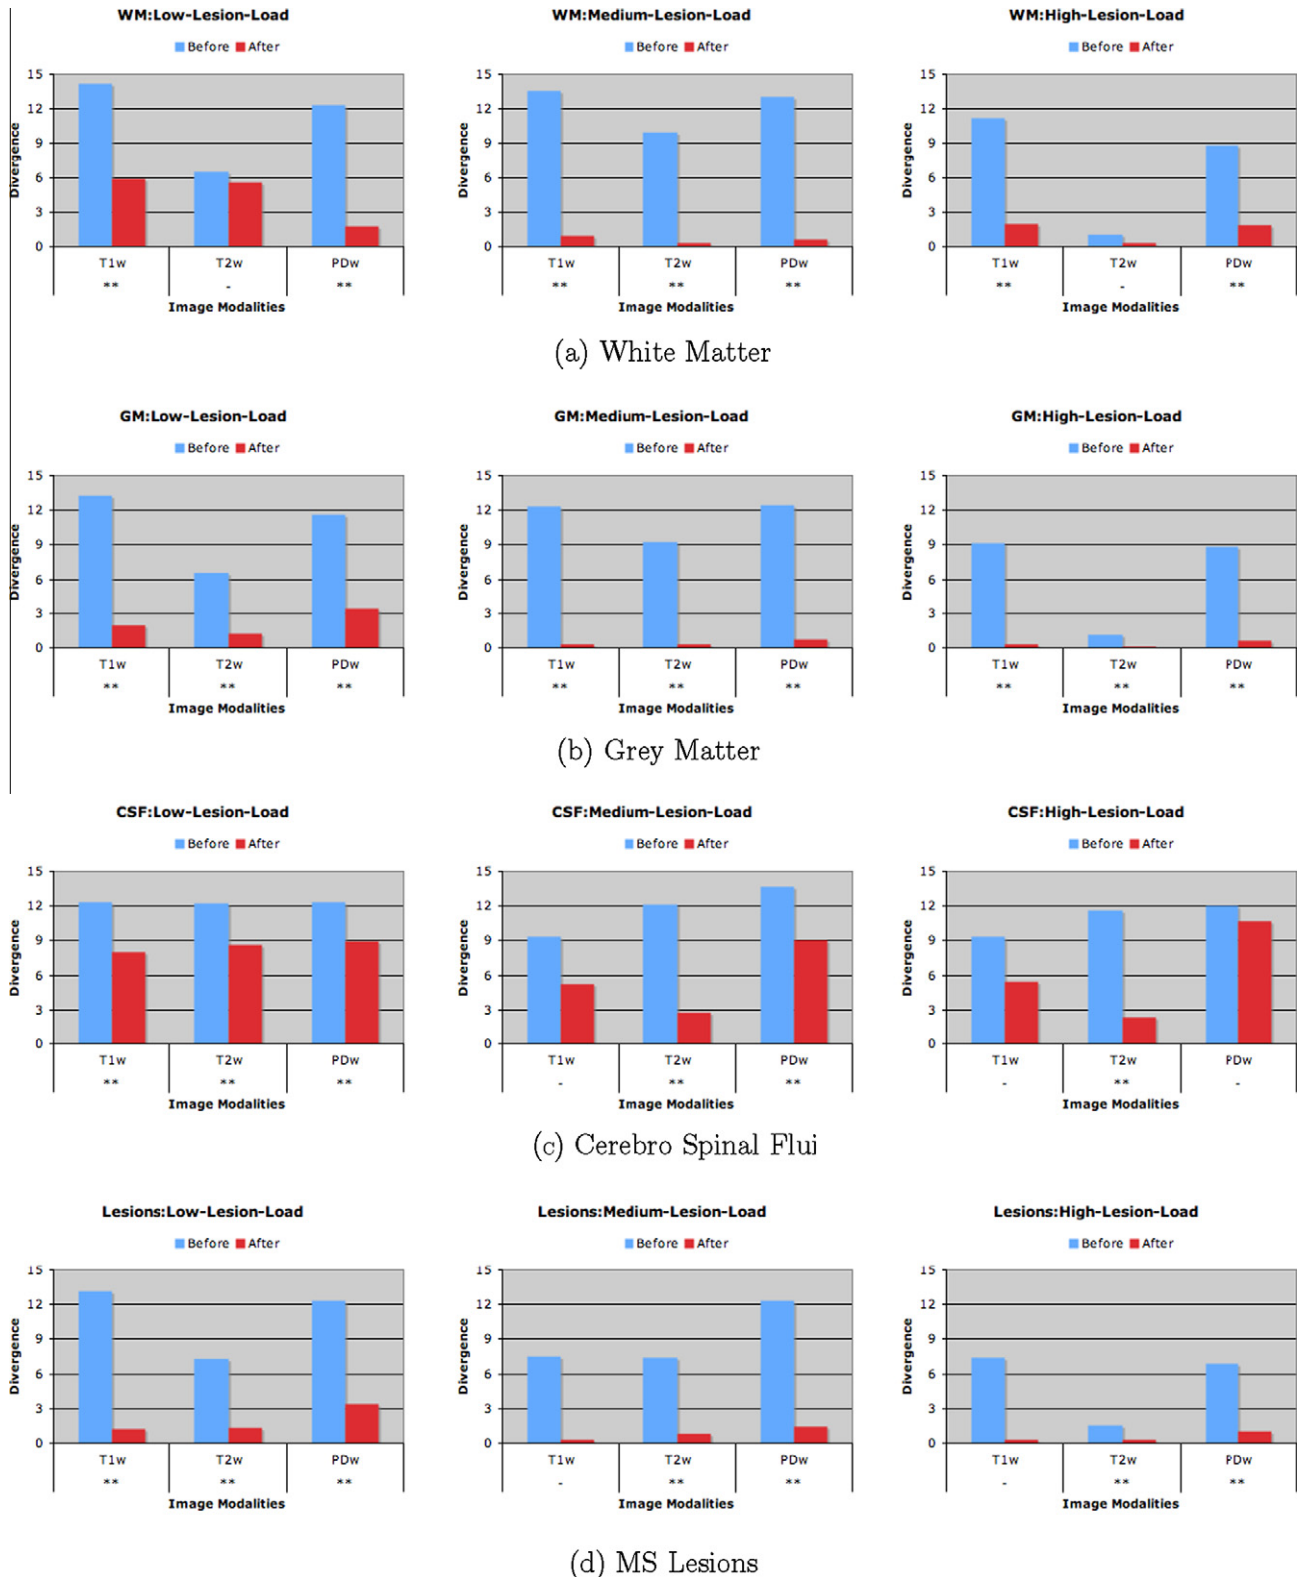 WM:Low-Lesion-Load WM:Medium-Lesion-Load WM:High-Lesion-Load
Before After Before After Before After
15 15 15
12 12 12
9 9 9
6 6 6
3 3 3
0 0 0
Divergence Divergence Divergence
T1w T2w PDw T1w T2w PDw T1w T2w PDw
** - ** ** ** ** ** - **
Image Modalities Image Modalities Image Modalities
(a) White Matter
GM:Low-Lesion-Load GM:Medium-Lesion-Load GM:High-Lesion-Load
Before After Before After Before After
15 15 15
12 12 12
9 9 9
6 6 6
3 3 3
0 0 0
Divergence Divergence Divergence
T1w T2w PDw T1w T2w PDw T1w T2w PDw
** ** ** ** ** ** ** ** **
Image Modalities Image Modalities Image Modalities
(b) Grey Matter
CSF:Low-Lesion-Load CSF:Medium-Lesion-Load CSF:High-Lesion-Load
Before After Before After Before After
15 15 15
12 12 12
9 9 9
6 6 6
3 3 3
0 0 0
Divergence Divergence Divergence
T1w T2w PDw T1w T2w PDw T1w T2w PDw
** ** ** - ** ** - ** -
Image Modalities Image Modalities Image Modalities
(c) Cerebro Spinal Flui
Lesions:Low-Lesion-Load Lesions:Medium-Lesion-Load Lesions:High-Lesion-Load
Before After Before After Before After
15 15 15
12 12 12
9 9 9
6 6 6
3 3 3
0 0 0
Divergence Divergence Divergence
T1w T2w PDw T1w T2w PDw T1w T2w PDw
** ** ** - ** ** - ** **
Image Modalities Image Modalities Image Modalities
(d) MS Lesions